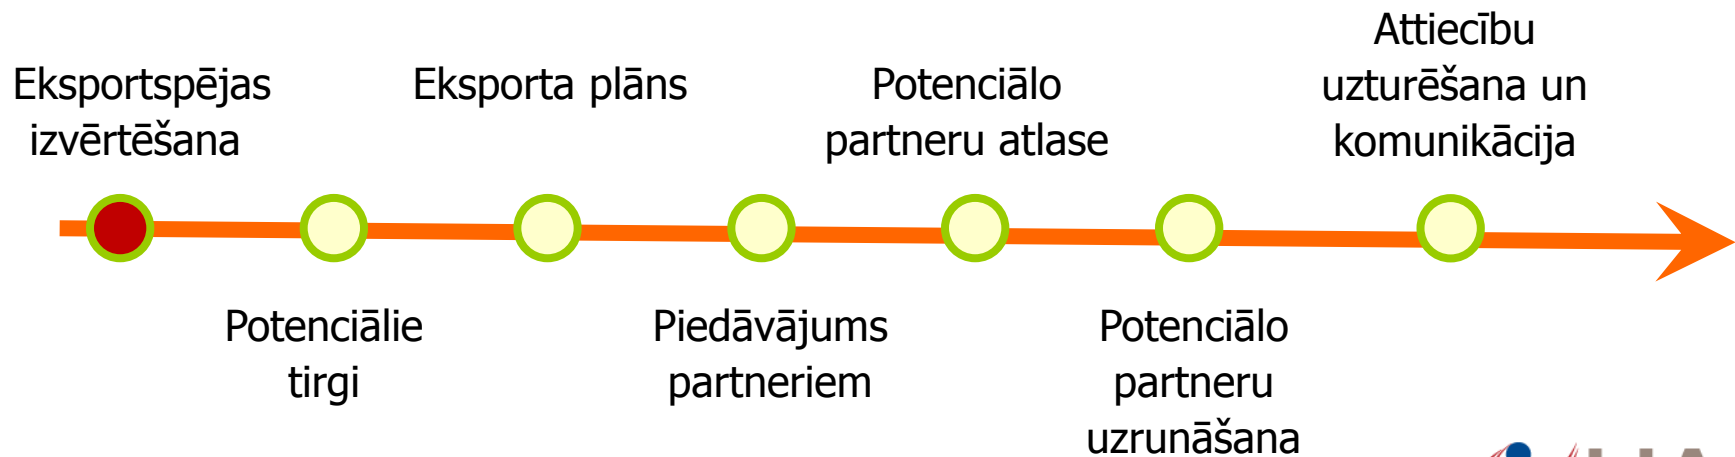 Eksportspējas
izvērtēšana
Potenciālie
tirgi
Eksporta plāns
Piedāvājums
partneriem
Potenciālo
partneru atlase
Potenciālo
partneru
uzrunāšana
Attiecību
uzturēšana un
komunikācija